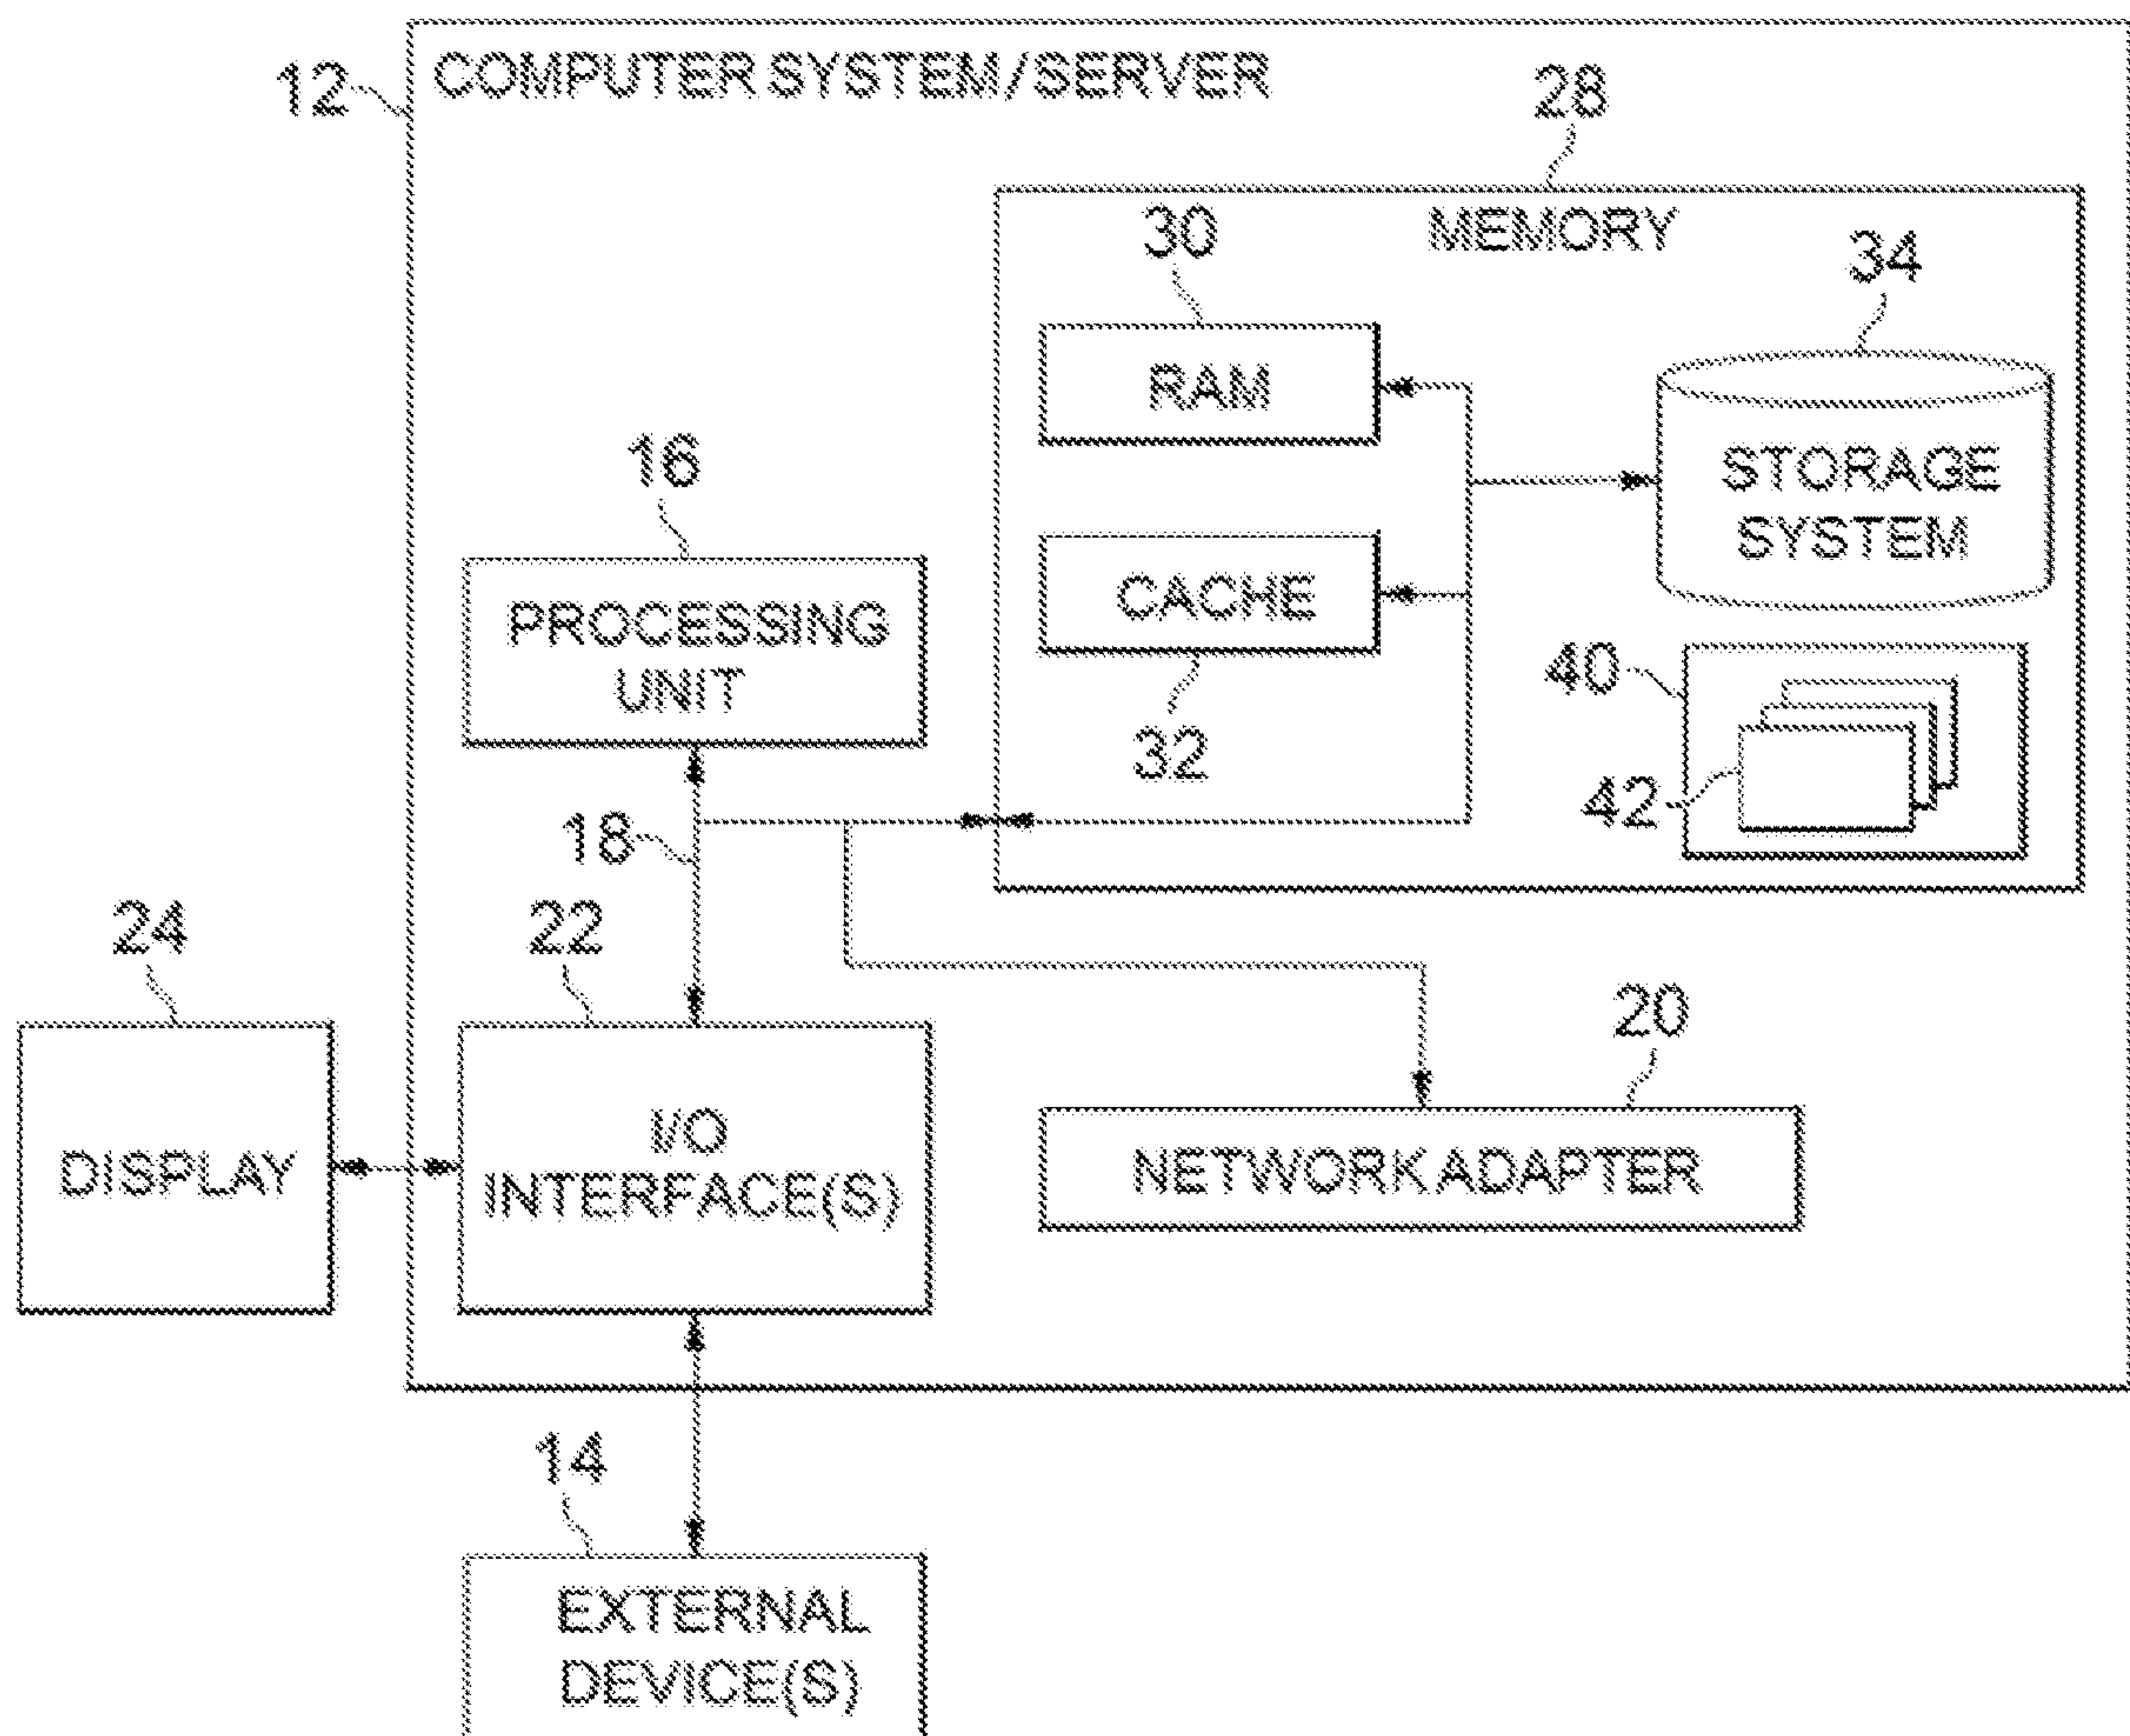 12
COMPUTER SYSTEM / SERVER
28
MEMORY
30
34
RAM
16
STORAGE
SYSTEM
PROCESSING
UNIT
CACHE
32
40
42
18
24
22
20
DISPLAY
I/O
INTERFACE(S)
NETWORK ADAPTER
14
EXTERNAL
DEVICE(S)